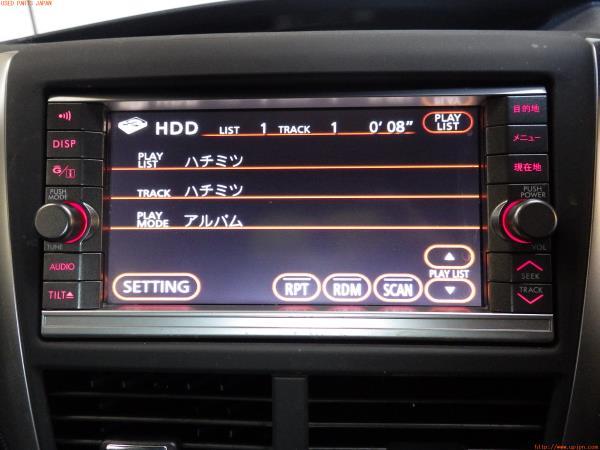 USED PARTS JAPAN
HDD LIST 1 TRACK 1 0' 08"
PLAY LIST
PLAY LIST ハチミツ
TRACK ハチミツ
PLAY MODE アルバム
SETTING
RPT RDM SCAN
PLAY LIST
DISP
PUSH MODE
TUNE
AUDIO
TILT
目的地
メニュー
現在地
PUSH POWER
VOL
SEEK
TRACK
http://www.upjpn.com